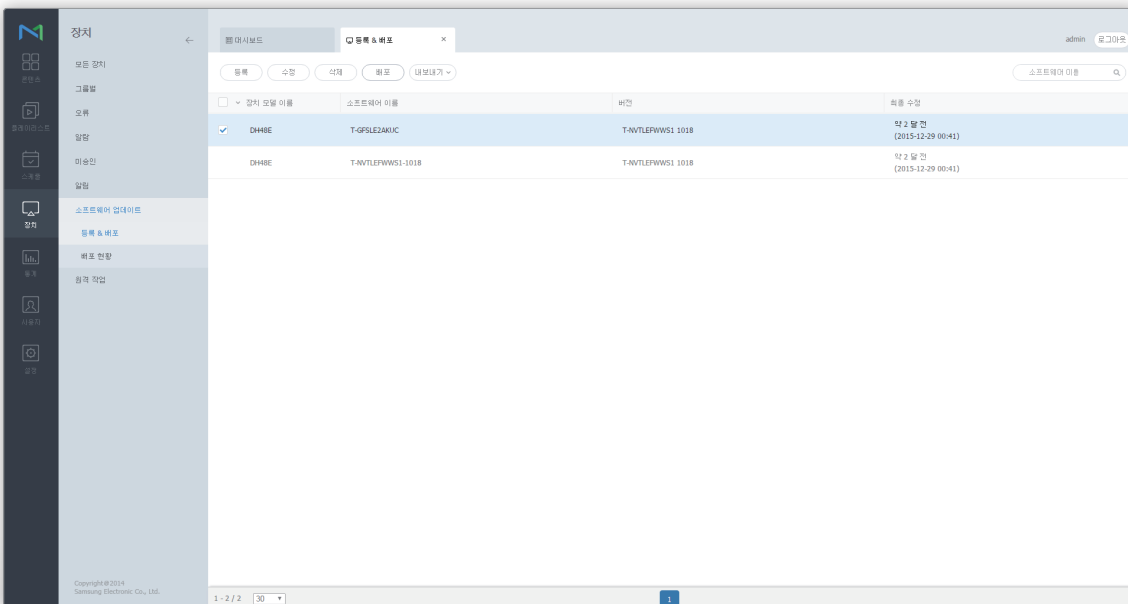 장치
←
대시보드
등록 & 배포 ×
admin 로그아웃
콘텐츠
플레이리스트
스케줄
장치
통계
사용자
설정
모든 장치
그룹별
오류
알람
미승인
알림
소프트웨어 업데이트
등록 & 배포
배포 현황
원격 작업
등록 수정 삭제 배포 내보내기
소프트웨어 이름
장치 모델 이름 소프트웨어 이름 버전 최종 수정
DH48E T-GFSLE2AKUC T-NVTLEFWWS1 1018 약 2 달 전
(2015-12-29 00:41)
DH48E T-NVTLEFWWS1-1018 T-NVTLEFWWS1 1018 약 2 달 전
(2015-12-29 00:41)
Copyright@2014
Samsung Electronic Co., Ltd.
1 - 2 / 2 30 1